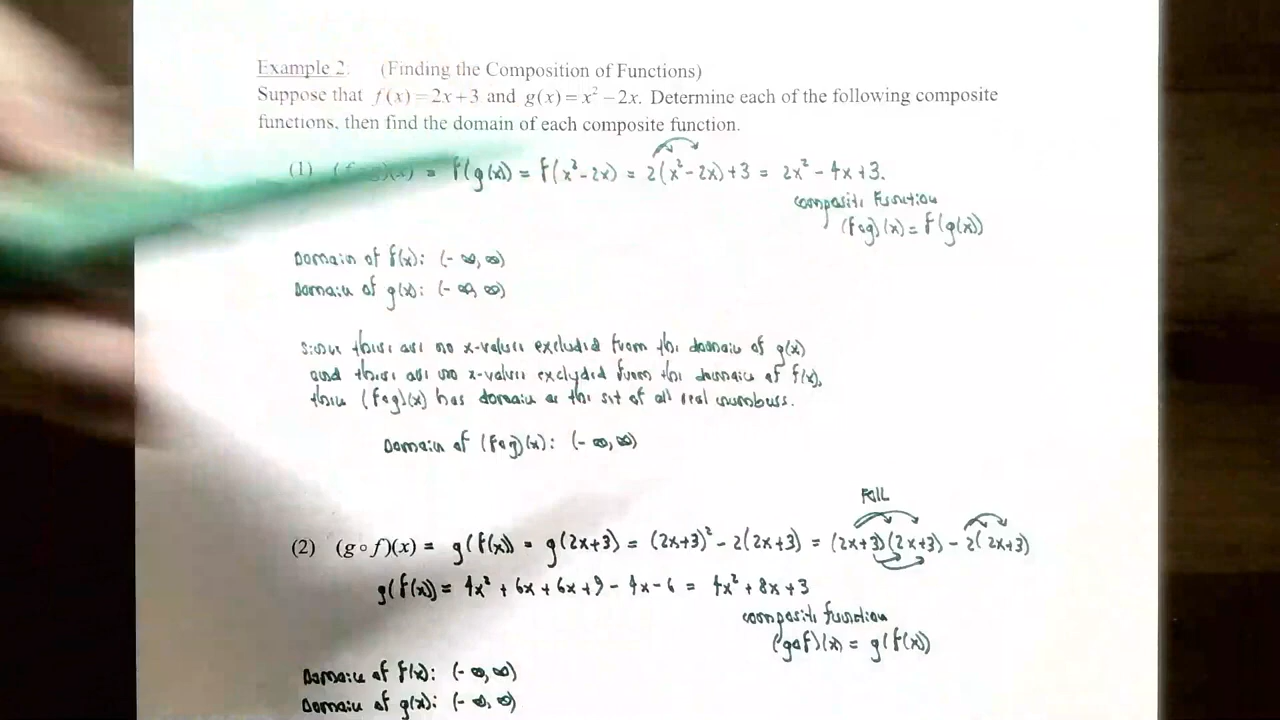 Example 2: (Finding the Composition of Functions)
Suppose that f(x) = 2x + 3 and g(x) = x² − 2x. Determine each of the following composite
functions, then find the domain of each composite function.
(1) = f(g(x)) = f(x² − 2x) = 2(x² − 2x) + 3 = 2x² − 4x + 3.
composite function
(f∘g)(x) = f(g(x))
Domain of f(x): (−∞, ∞)
Domain of g(x): (−∞, ∞)
Since there are no x-values excluded from the domain of g(x)
and there are no x-values excluded from the domain of f(x),
then (f∘g)(x) has domain as the set of all real numbers.
Domain of (f∘g)(x): (−∞, ∞)
FOIL
(2) (g∘f)(x) = g(f(x)) = g(2x+3) = (2x+3)² − 2(2x+3) = (2x+3)(2x+3) − 2(2x+3)
g(f(x)) = 4x² + 6x + 6x + 9 − 4x − 6 = 4x² + 8x + 3
composite function
(g∘f)(x) = g(f(x))
Domain of f(x): (−∞, ∞)
Domain of g(x): (−∞, ∞)